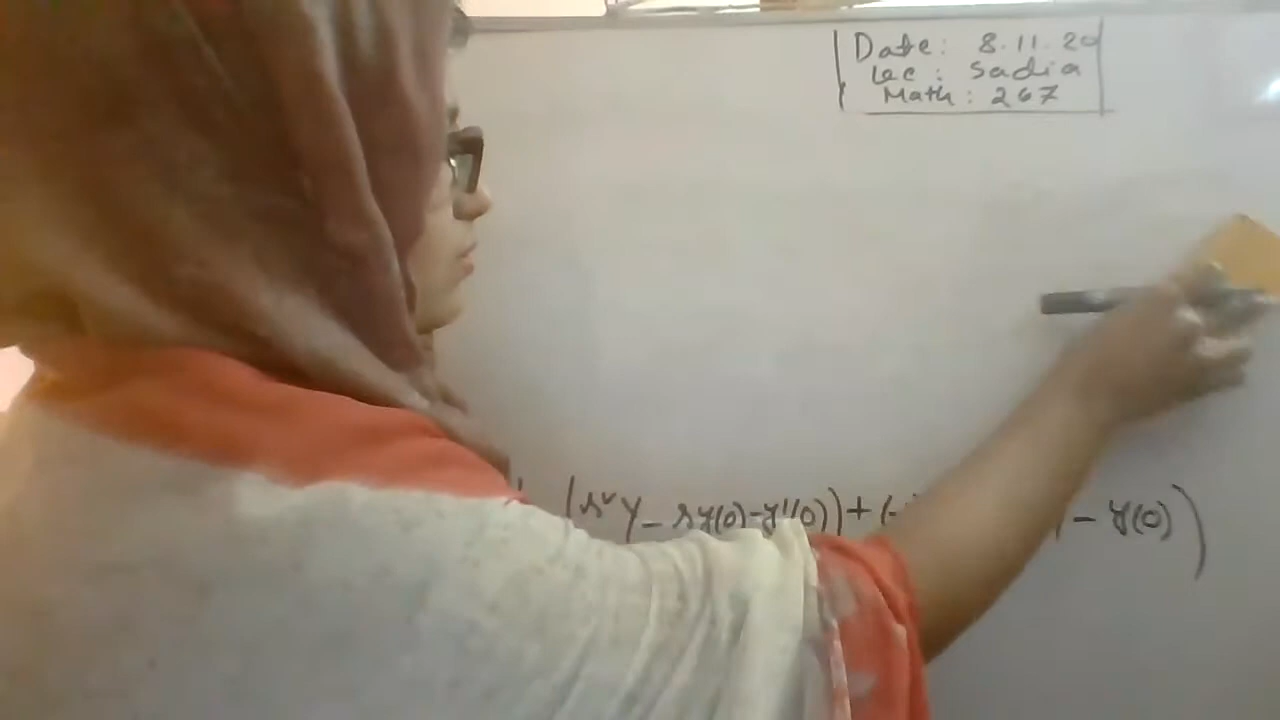 Date: 8.11.20
Lec: Sadia
Math: 267
(s²y - sy(0) - y'(0)) + (- - y(0))